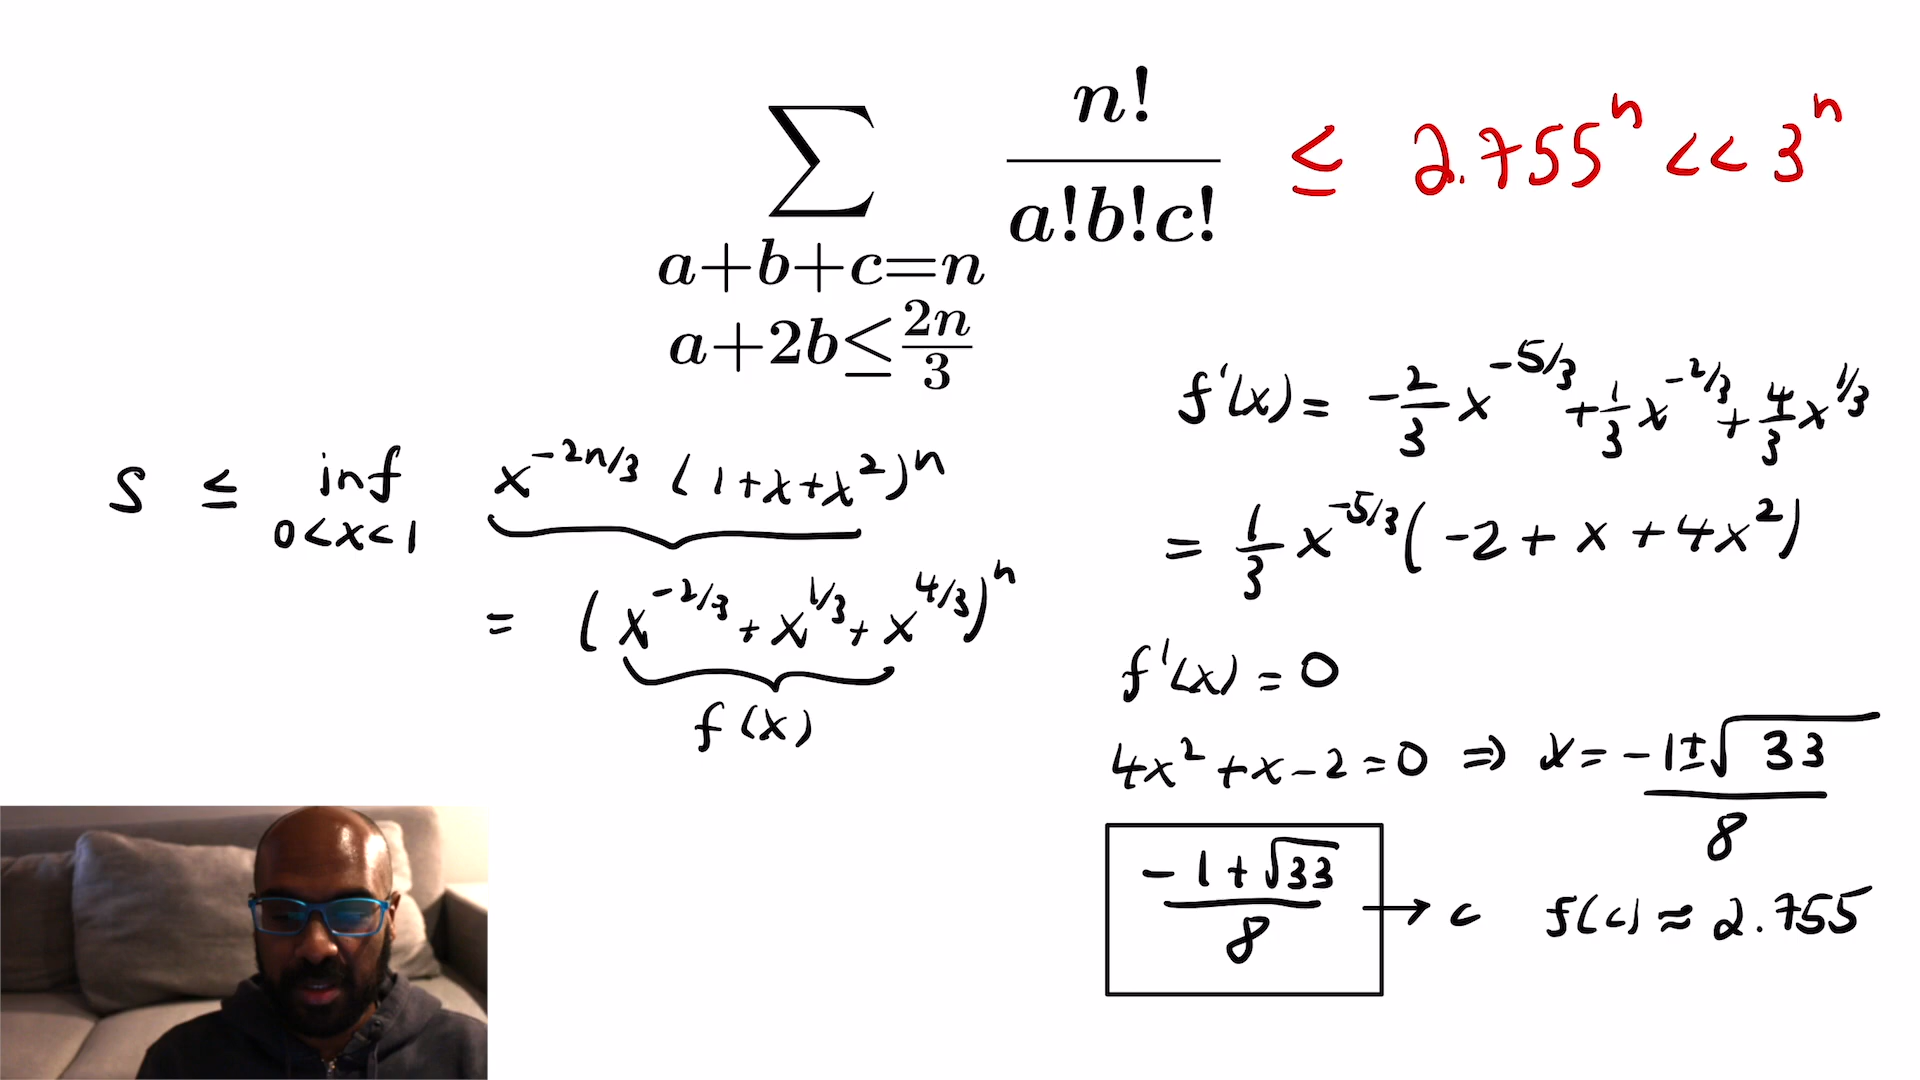 ∑ n!/(a!b!c!) ≤ 2.755ⁿ << 3ⁿ
a+b+c=n
a+2b≤2n/3
S ≤ inf x^(-2n/3) (1+x+x²)ⁿ
0<x<1
= (x^(-2/3) + x^(1/3) + x^(4/3))ⁿ
f(x)
f'(x) = -2/3 x^(-5/3) + 1/3 x^(-2/3) + 4/3 x^(1/3)
= 1/3 x^(-5/3) (-2 + x + 4x²)
f'(x) = 0
4x² + x - 2 = 0 ⇒ x = (-1±√33)/8
(-1+√33)/8 → c f(c) ≈ 2.755